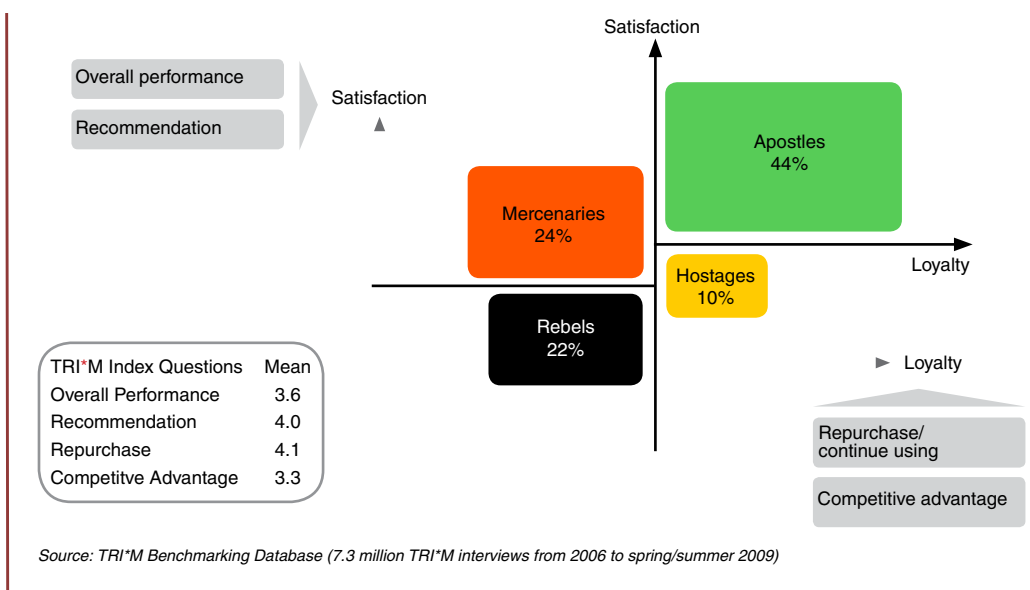 Satisfaction
Overall performance
Recommendation
Satisfaction
Apostles
44%
Mercenaries
24%
Loyalty
Hostages
10%
Rebels
22%
TRI*M Index Questions Mean
Overall Performance 3.6
Recommendation 4.0
Repurchase 4.1
Competitve Advantage 3.3
Loyalty
Repurchase/
continue using
Competitive advantage
Source: TRI*M Benchmarking Database (7.3 million TRI*M interviews from 2006 to spring/summer 2009)